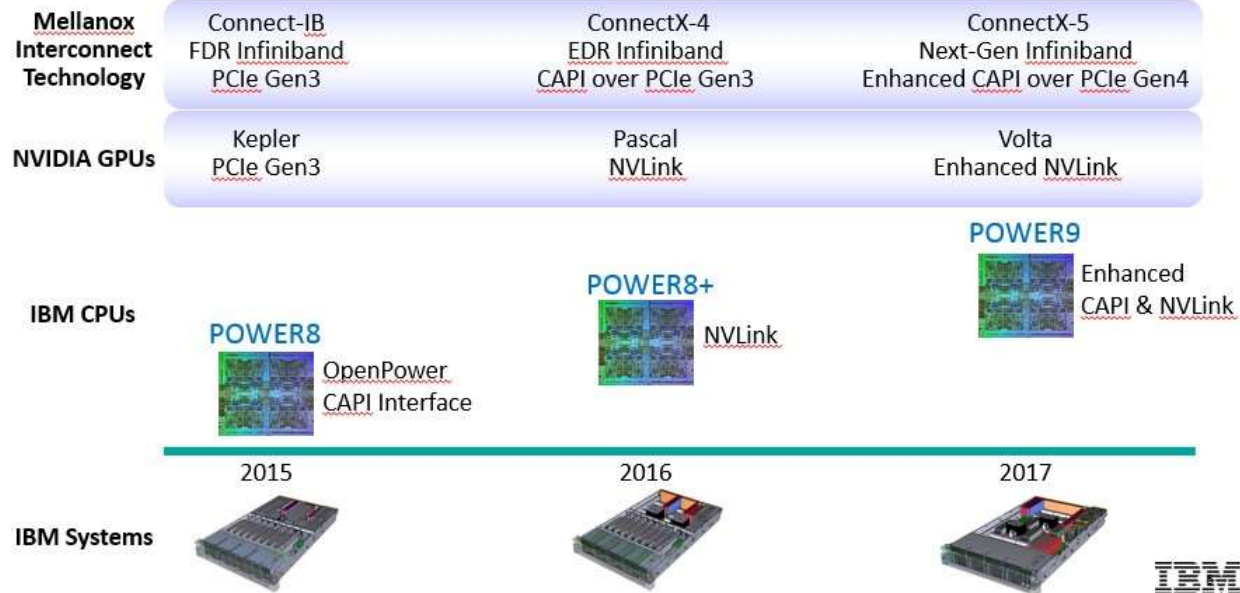 Mellanox
Interconnect
Technology
Connect-IB
FDR Infiniband
PCIe Gen3
ConnectX-4
EDR Infiniband
CAPI over PCIe Gen3
ConnectX-5
Next-Gen Infiniband
Enhanced CAPI over PCIe Gen4
NVIDIA GPUs
Kepler
PCIe Gen3
Pascal
NVLink
Volta
Enhanced NVLink
IBM CPUs
POWER8
OpenPower
CAPI Interface
POWER8+
NVLink
POWER9
Enhanced
CAPI & NVLink
2015
2016
2017
IBM Systems
IBM